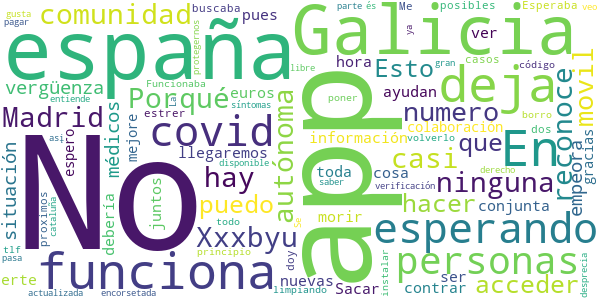 gusta buscaba parte és Me Esperaba veo
pagar comunidad pues posibles ya
españa protegernos Galicia ver
vergüenza Funcionaba libre gran casos código
Porqué euros hora Esto deja movil
Madrid La síntomas poner app ayudan borro
entiende covid autonoma numero reconoce
espero estrer información colaboración dos gracias
No médicos mejore llegaremos toda casi volverlo que En
así hay disponible cosa ninguna empeora
situación juntos saber verificación derecho
proximos debería puedo morir hacer conjunta
cataluña todo Se esperando
tlf Xxxbyu doy instalar desprecia
pasa principio nuevas ser personas
erte funciona limpiando Sacar contrar acceder
actualizada encorsetada